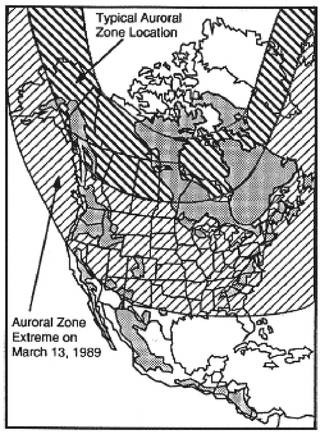 Typical Auroral
Zone Location
Auroral Zone
Extreme on
March 13, 1989